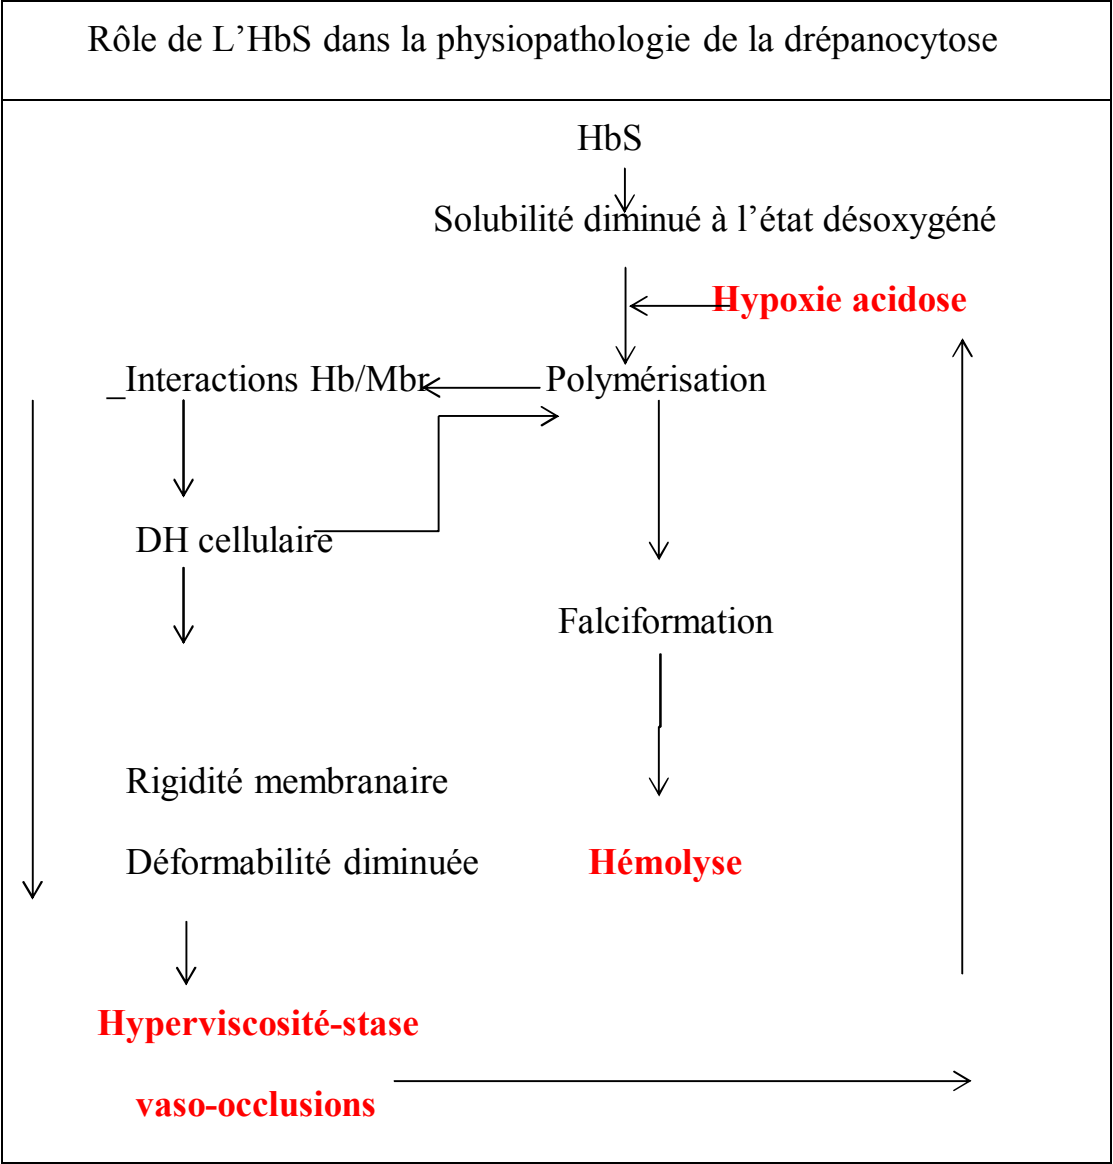 Rôle de L’HbS dans la physiopathologie de la drépanocytose
HbS
Solubilité diminué à l’état désoxygéné
Hypoxie acidose
_Interactions Hb/Mbr
Polymérisation
DH cellulaire
Falciformation
Rigidité membranaire
Déformabilité diminuée
Hémolyse
Hyperviscosité-stase
vaso-occlusions